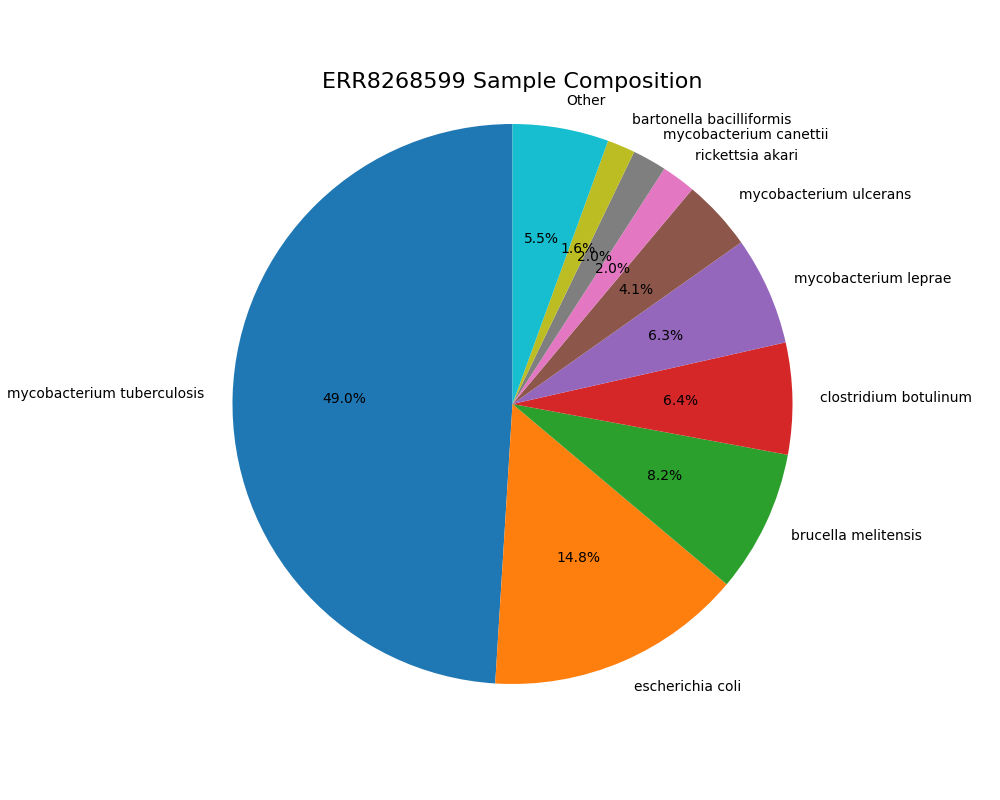 ERR8268599 Sample Composition
Other
bartonella bacilliformis
mycobacterium canettii
rickettsia akari
mycobacterium ulcerans
mycobacterium leprae
clostridium botulinum
brucella melitensis
escherichia coli
mycobacterium tuberculosis
5.5%
1.6%
2.0%
2.0%
4.1%
6.3%
6.4%
8.2%
14.8%
49.0%